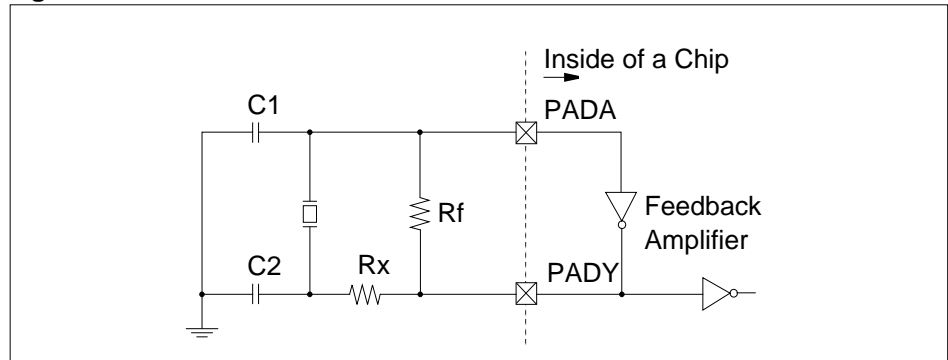 Inside of a Chip
C1
PADA
Rf
Feedback
Amplifier
C2
Rx
PADY